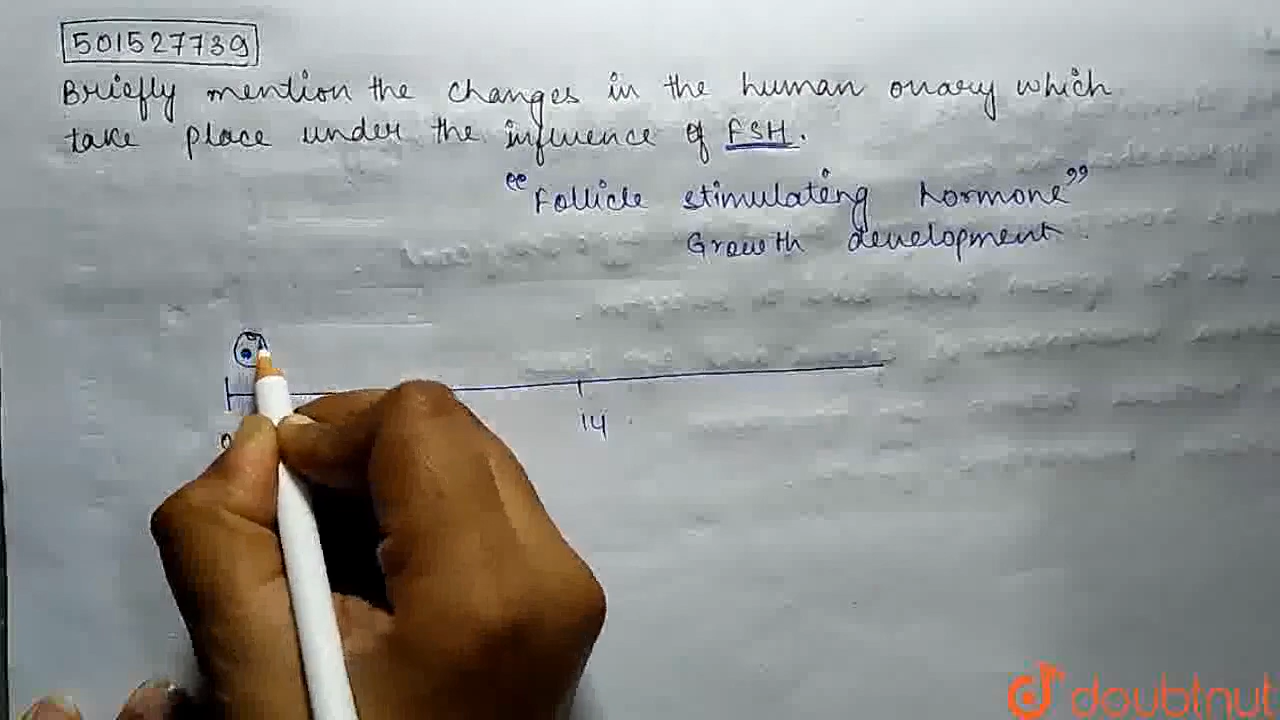 501527739
Briefly mention the changes in the human ovary which
take place under the influence of FSH.
"Follicle stimulating hormone"
Growth development.
0
14
doubtnut